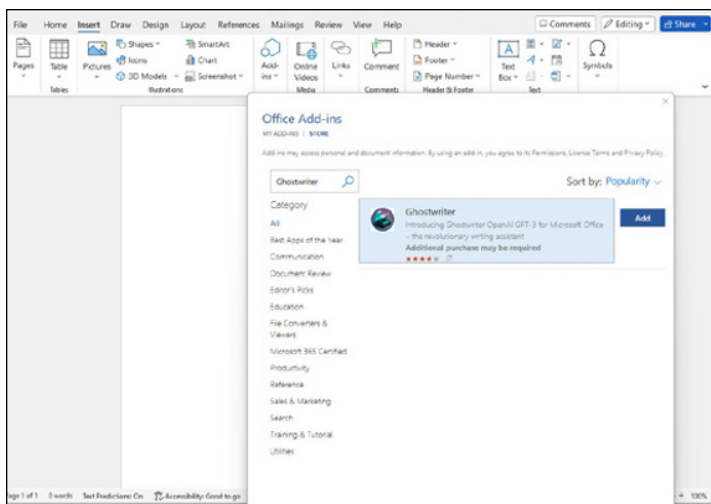 File Home Insert Draw Design Layout References Mailings Review View Help Comments Editing Share
Pages Table Pictures Shapes SmartArt Add-ins Online Videos Links Comment Header Text Box Symbols
Icons Chart Footer
3D Models Screenshot Page Number
Tables Illustrations Media Comments Header & Footer Text
Office Add-ins
MY ADD-INS | STORE
Add-ins may access personal and document information. By using an add-in, you agree to its Permissions, License Terms and Privacy Policy.
Ghostwriter Sort by: Popularity
Category
All
Best Apps of the Year
Communication
Document Review
Editor's Picks
Education
File Converters &
Viewers
Microsoft 365 Certified
Productivity
Reference
Sales & Marketing
Search
Training & Tutorial
Utilities
Ghostwriter
Introducing Ghostwriter OpenAI GPT-3 for Microsoft Office
– the revolutionary writing assistant
Additional purchase may be required
Add
Page 1 of 1 0 words Text Predictions: On Accessibility: Good to go 100%